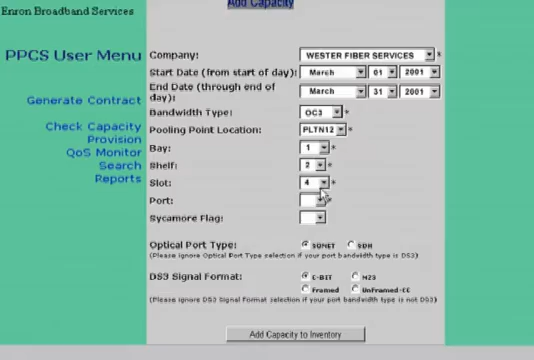 Enron Broadband Services
Add Capacity
PPCS User Menu
Generate Contract
Check Capacity
Provision
QoS Monitor
Search
Reports
Company: WESTER FIBER SERVICES *
Start Date (from start of day): March 01 2001
End Date (through end of day): March 31 2001
Bandwidth Type: OC3 *
Pooling Point Location: PLTN12 *
Bay: 1 *
Shelf: 2 *
Slot: 4 *
Port: *
Sycamore Flag:
Optical Port Type: SONET SDH
(Please ignore Optical Port Type selection if your port bandwidth type is DS3)
DS3 Signal Format: C-BIT M23
Framed UnFramed-CC
(Please ignore DS3 Signal Format selection if your port bandwidth type is not DS3)
Add Capacity to Inventory